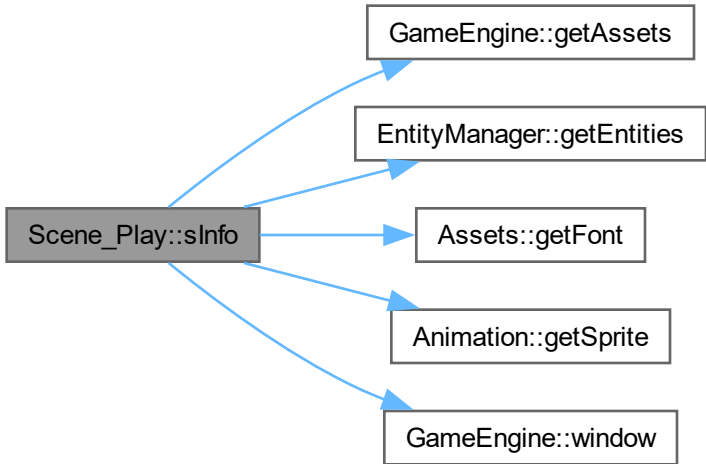 GameEngine::getAssets
EntityManager::getEntities
Scene_Play::sInfo
Assets::getFont
Animation::getSprite
GameEngine::window